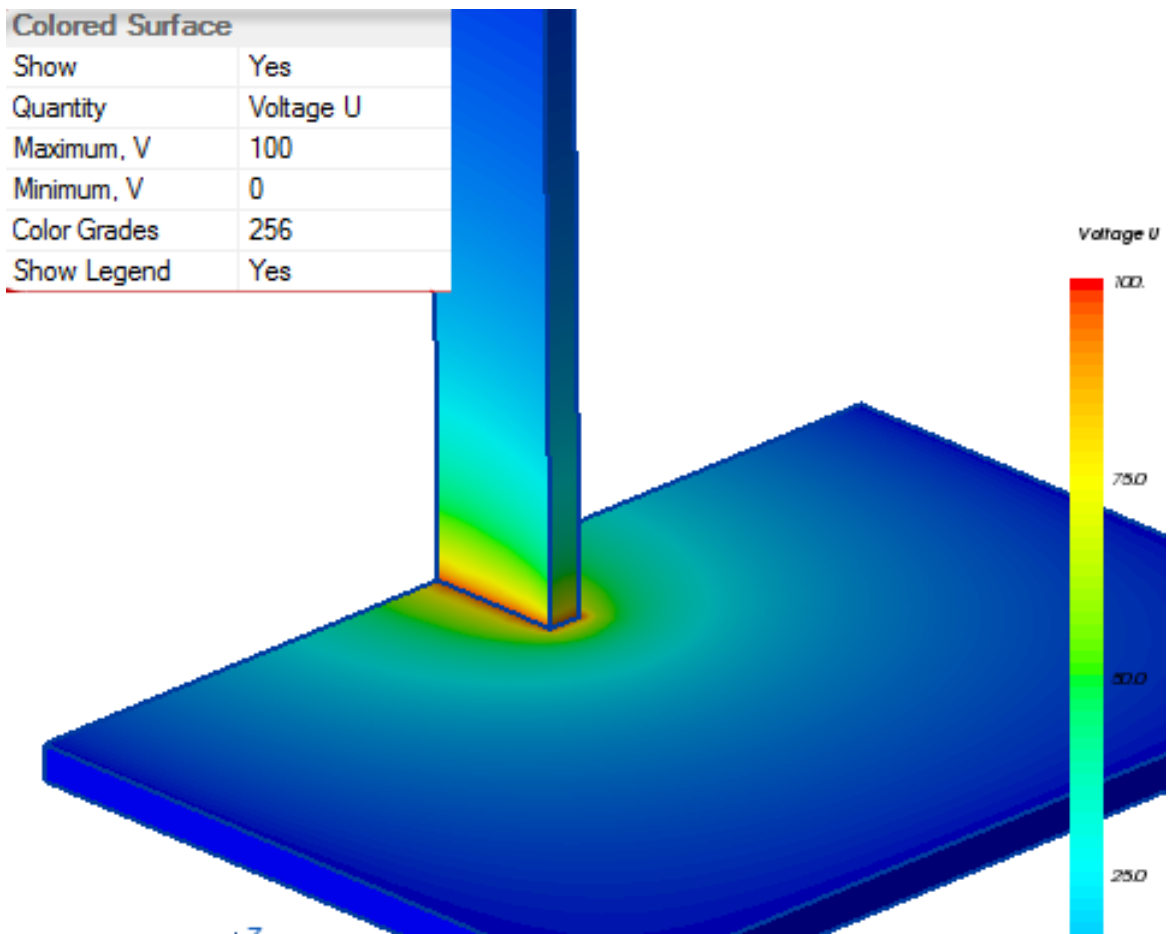 Colored Surface
Show Yes
Quantity Voltage U
Maximum, V 100
Minimum, V 0
Color Grades 256
Show Legend Yes
Voltage U
100.
75.0
50.0
25.0